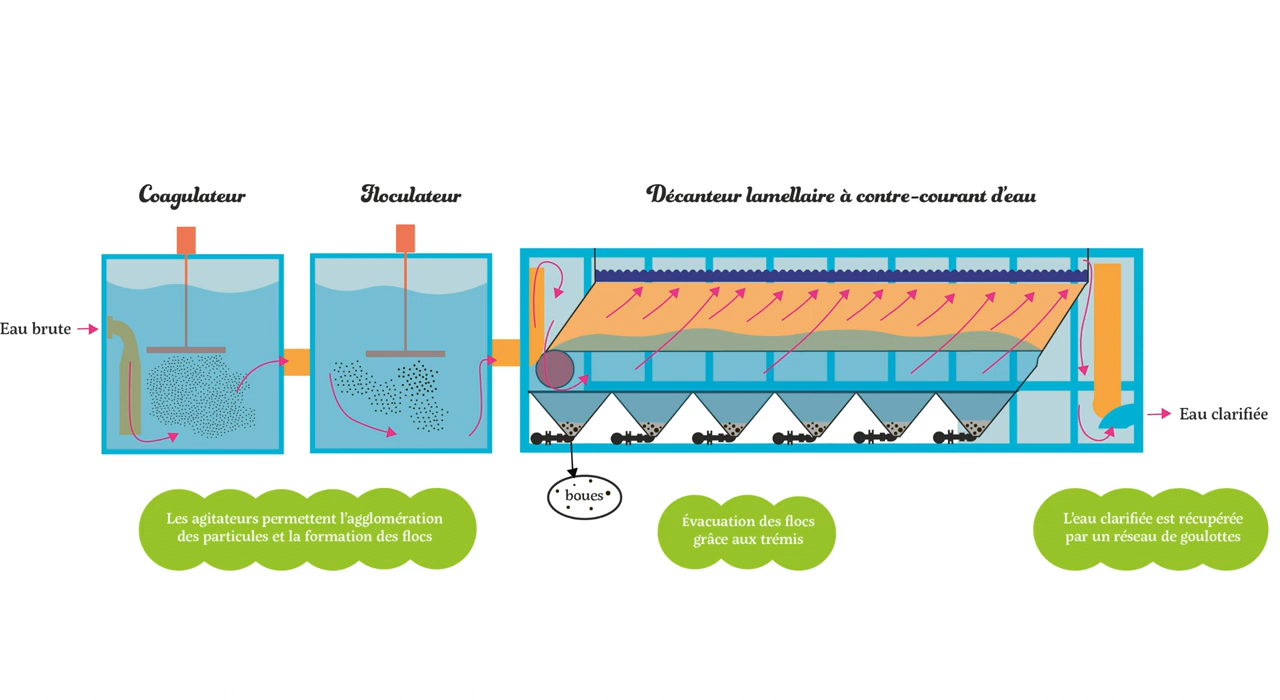 Coagulateur
Floculateur
Décanteur lamellaire à contre-courant d'eau
Eau brute
Eau clarifiée
boues
Les agitateurs permettent l'agglomération
des particules et la formation des flocs
Évacuation des flocs
grâce aux trémis
L'eau clarifiée est récupérée
par un réseau de goulottes